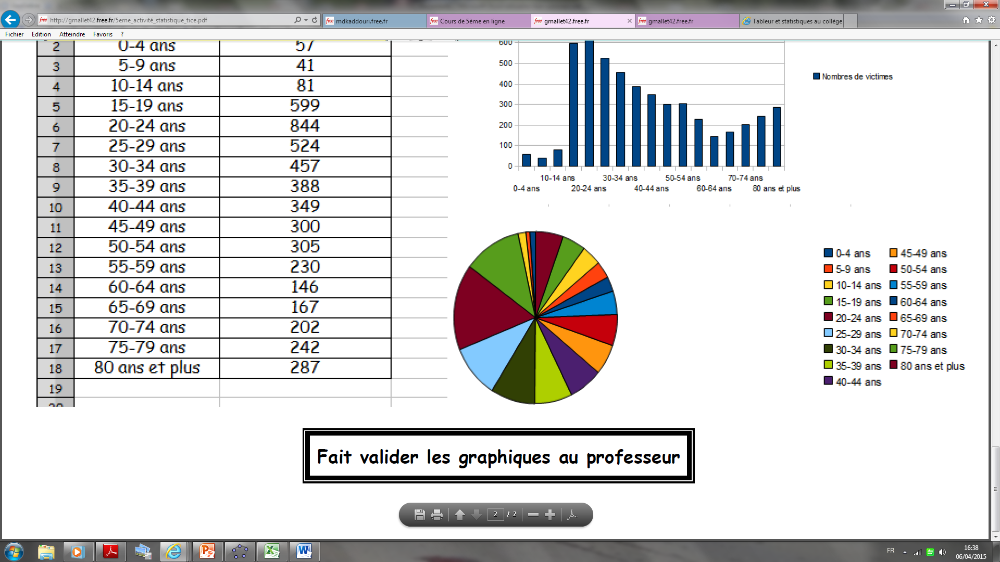 http://gmallet42.free.fr/5eme_activité_statistique_tice.pdf
mdkaddouri.free.fr
Cours de 5ème en ligne
gmallet42.free.fr
gmallet42.free.fr
Tableur et statistiques au collège
Fichier Edition Atteindre Favoris ?
2 0-4 ans 57
3 5-9 ans 41
4 10-14 ans 81
5 15-19 ans 599
6 20-24 ans 844
7 25-29 ans 524
8 30-34 ans 457
9 35-39 ans 388
10 40-44 ans 349
11 45-49 ans 300
12 50-54 ans 305
13 55-59 ans 230
14 60-64 ans 146
15 65-69 ans 167
16 70-74 ans 202
17 75-79 ans 242
18 80 ans et plus 287
19
600
500
400
300
200
100
0
10-14 ans 30-34 ans 50-54 ans 70-74 ans
0-4 ans 20-24 ans 40-44 ans 60-64 ans 80 ans et plus
Nombres de victimes
0-4 ans 45-49 ans
5-9 ans 50-54 ans
10-14 ans 55-59 ans
15-19 ans 60-64 ans
20-24 ans 65-69 ans
25-29 ans 70-74 ans
30-34 ans 75-79 ans
35-39 ans 80 ans et plus
40-44 ans
Fait valider les graphiques au professeur
2 / 2
FR
16:38
06/04/2015